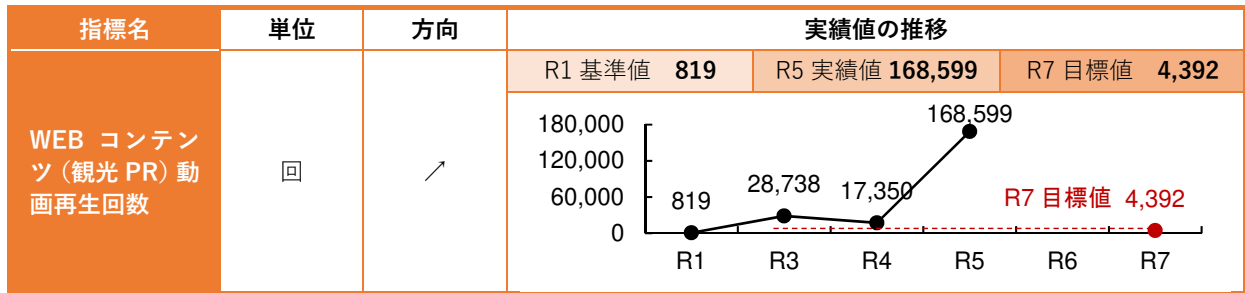 指標名 単位 方向 実績値の推移
R1 基準値 819 R5 実績値 168,599 R7 目標値 4,392
WEB コンテン
ツ（観光 PR）動
画再生回数
回
↗
180,000
120,000
60,000
0
819
28,738
17,350
168,599
R7 目標値 4,392
R1 R3 R4 R5 R6 R7